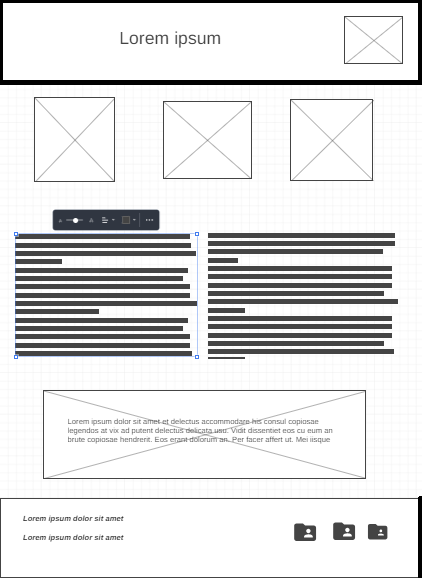 Lorem ipsum
Lorem ipsum dolor sit amet et delectus accommodare his consul copiosae
legendos at vix ad putent delectus delicata usu. Vidit dissentiet eos cu eum an
brute copiosae hendrerit. Eos erant dolorum an. Per facer affert ut. Mei iisque
Lorem ipsum dolor sit amet
Lorem ipsum dolor sit amet